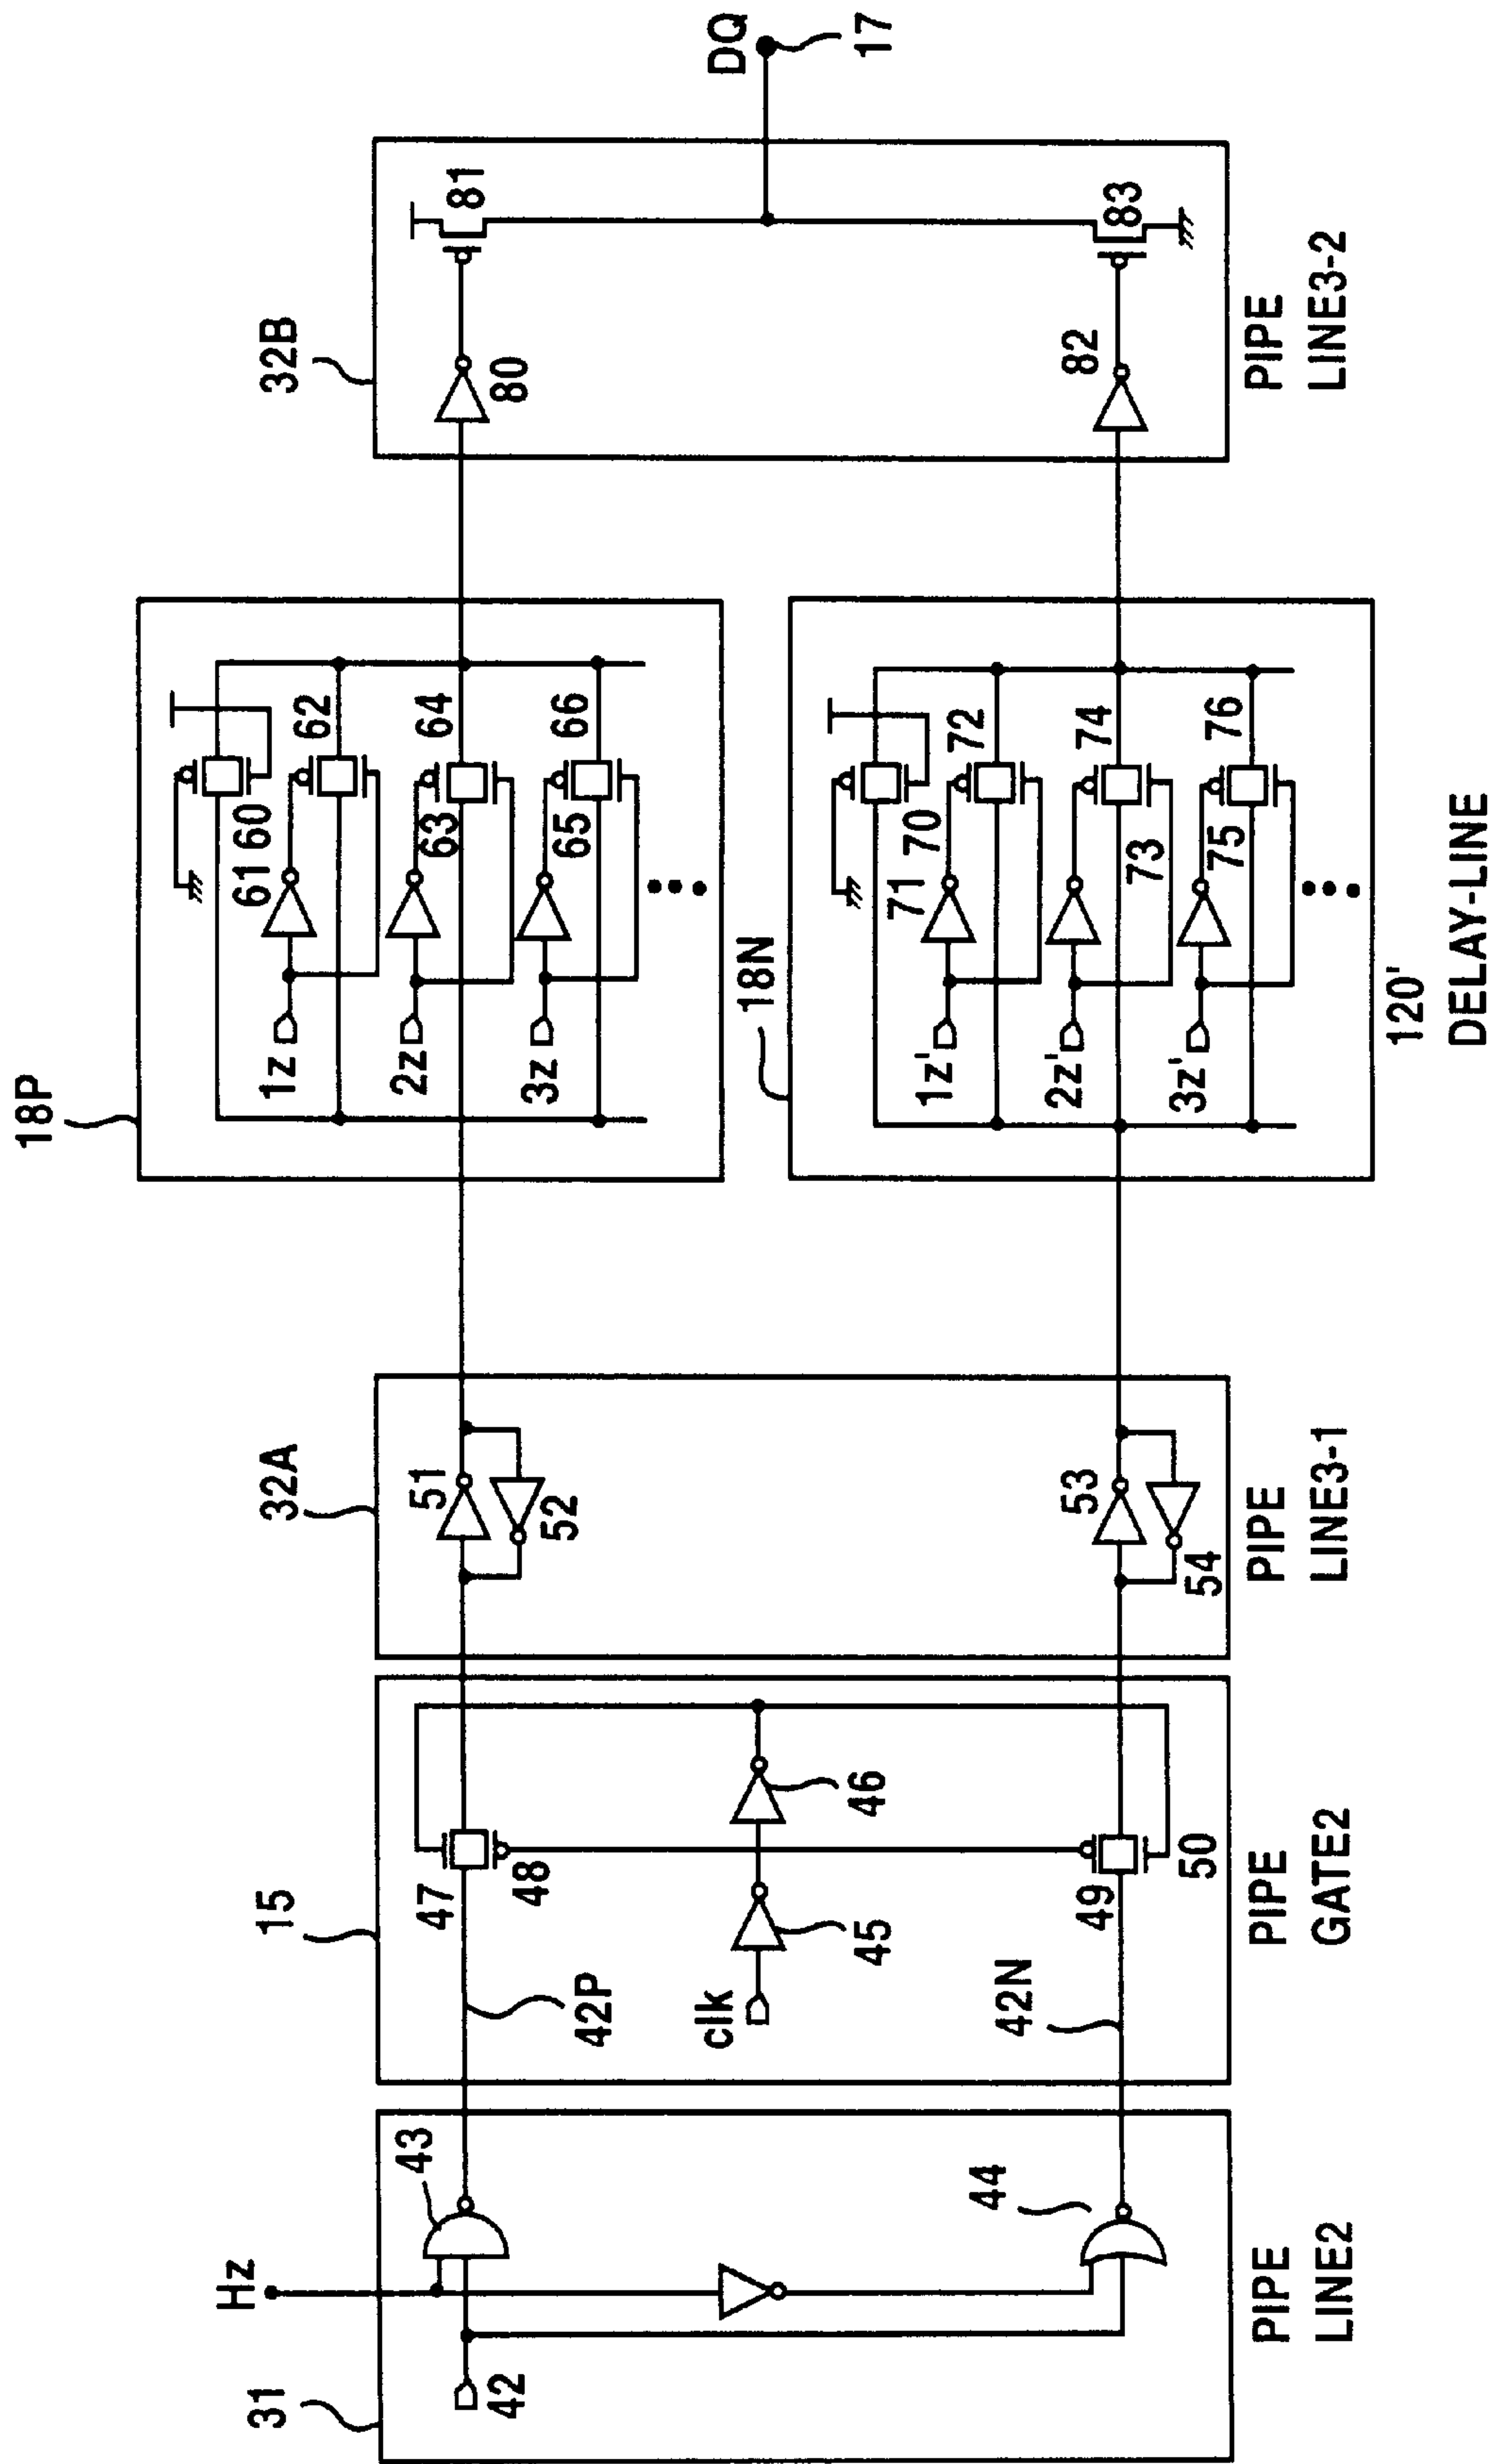 31
42
Hz
43
44
PIPE
LINE2
15
42P
47
48
clk
45
46
42N
49
50
PIPE
GATE2
32A
51
52
53
54
PIPE
LINE3-1
18P
1z
61
60
62
2z
63
64
3z
65
66
18N
1z'
71
70
72
2z'
73
74
3z'
75
76
120'
DELAY-LINE
32B
80
81
82
83
PIPE
LINE3-2
DQ
17